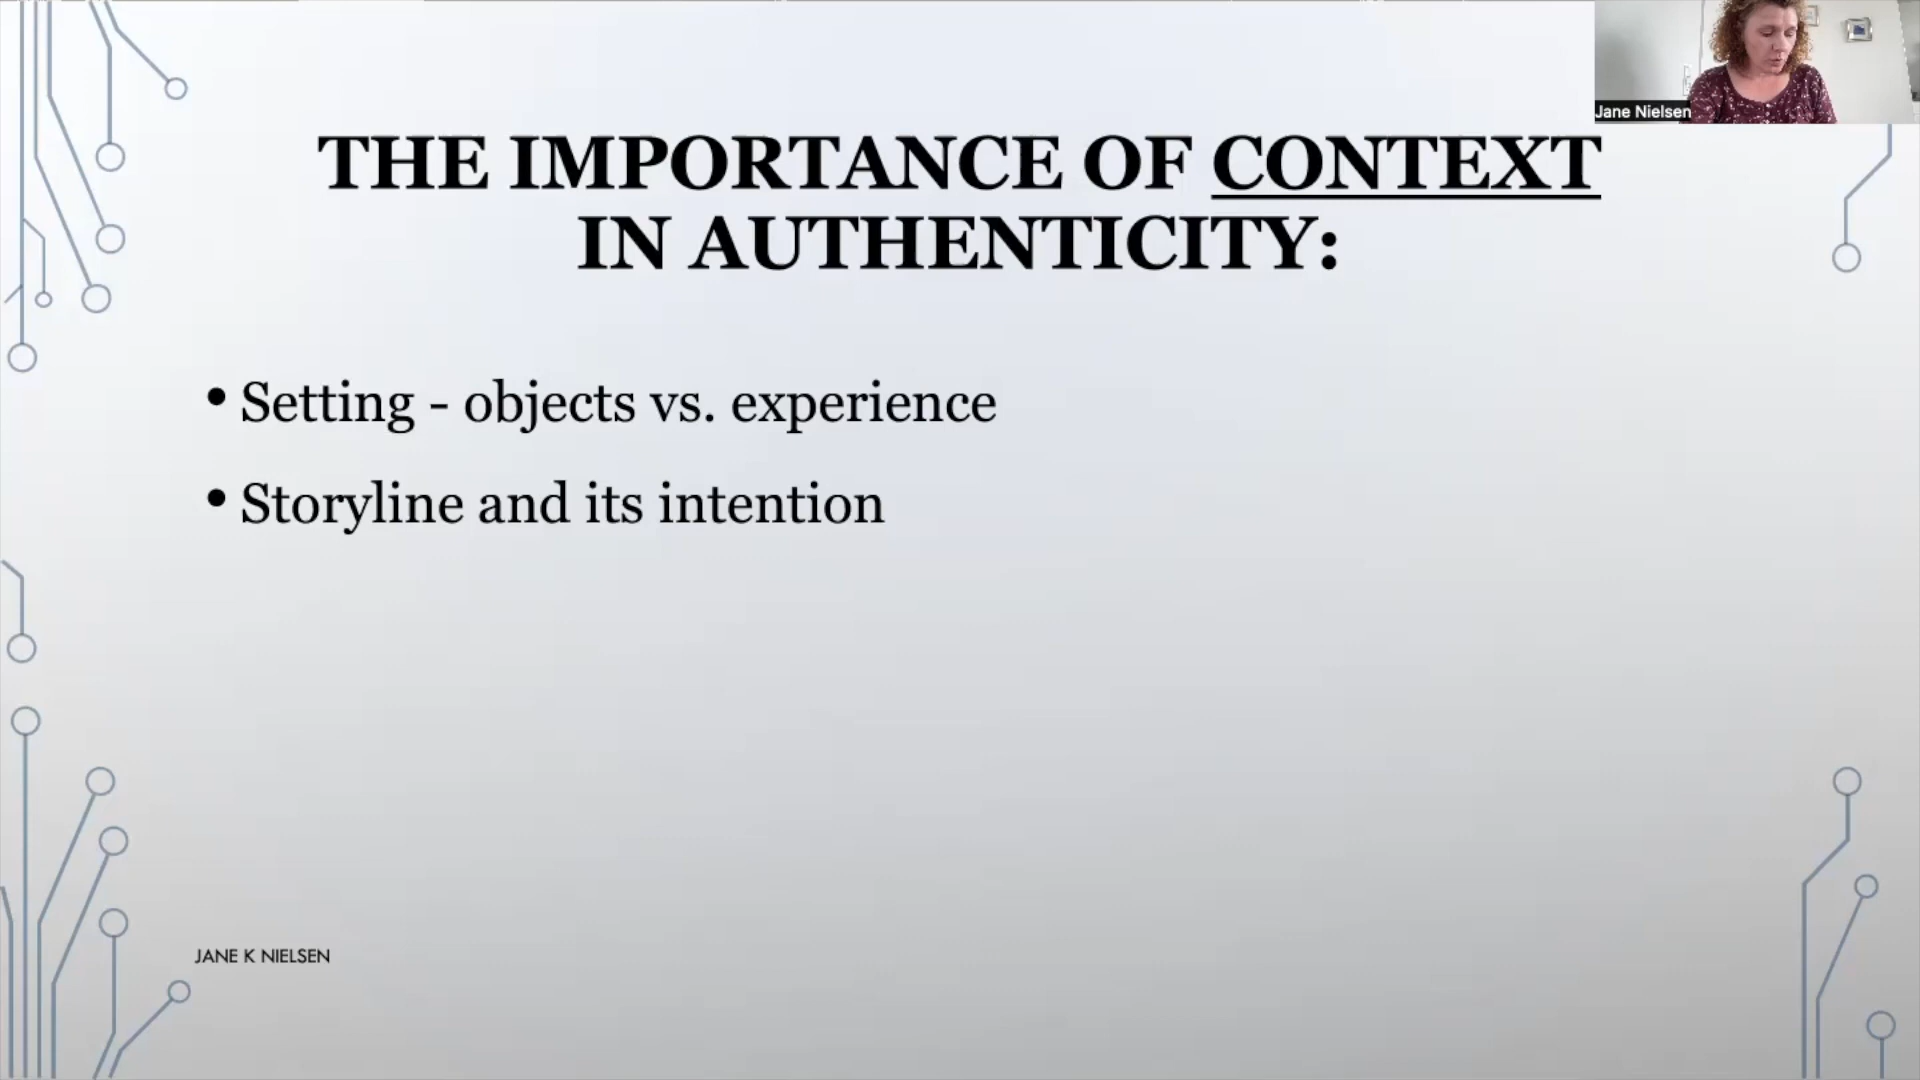 Jane Nielsen
THE IMPORTANCE OF CONTEXT
IN AUTHENTICITY:
• Setting - objects vs. experience
• Storyline and its intention
JANE K NIELSEN